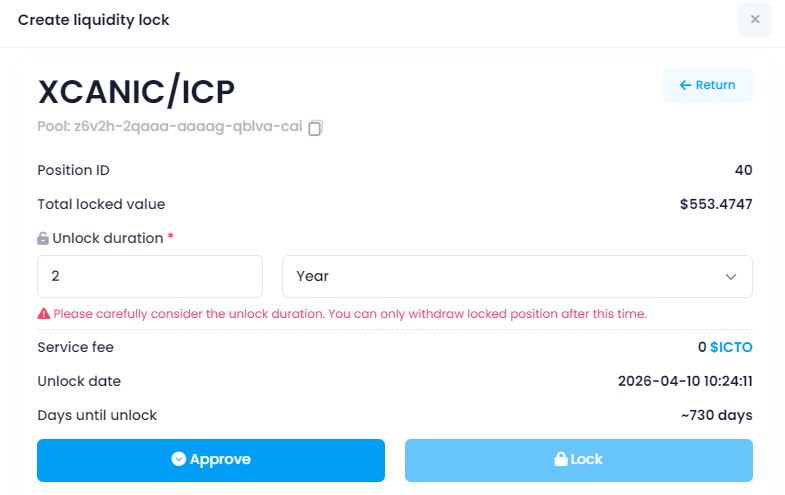 Create liquidity lock
XCANIC/ICP
Return
Pool: z6v2h-2qaaa-aaaag-qblva-cai
Position ID 40
Total locked value $553.4747
Unlock duration *
2 Year
Please carefully consider the unlock duration. You can only withdraw locked position after this time.
Service fee 0 $ICTO
Unlock date 2026-04-10 10:24:11
Days until unlock ~730 days
Approve Lock